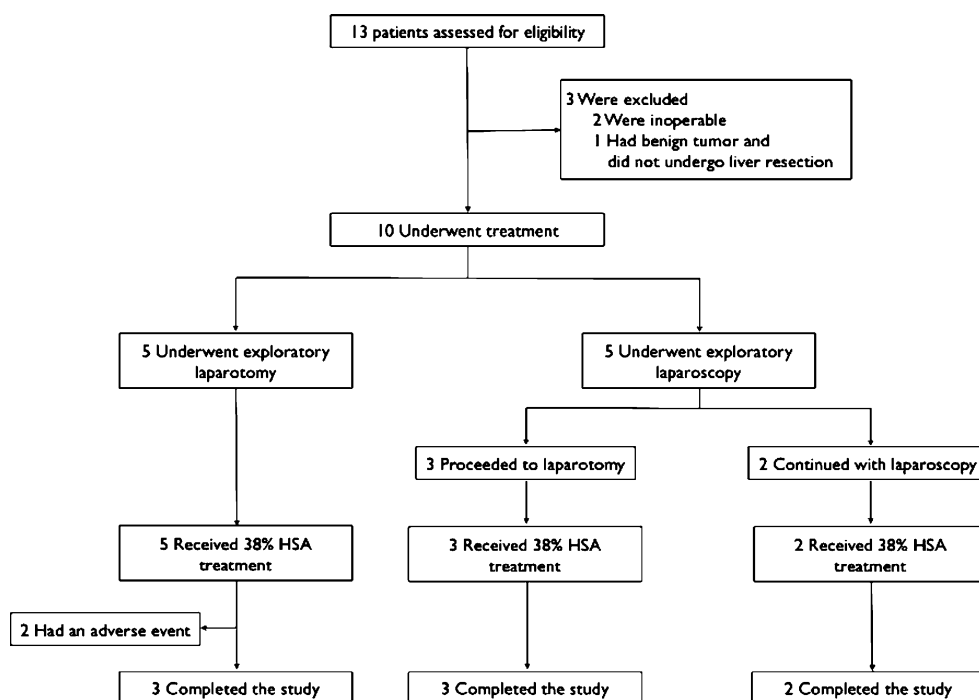 13 patients assessed for eligibility
3 Were excluded
2 Were inoperable
1 Had benign tumor and
did not undergo liver resection
10 Underwent treatment
5 Underwent exploratory
laparotomy
5 Underwent exploratory
laparoscopy
3 Proceeded to laparotomy
2 Continued with laparoscopy
5 Received 38% HSA
treatment
3 Received 38% HSA
treatment
2 Received 38% HSA
treatment
2 Had an adverse event
3 Completed the study
3 Completed the study
2 Completed the study